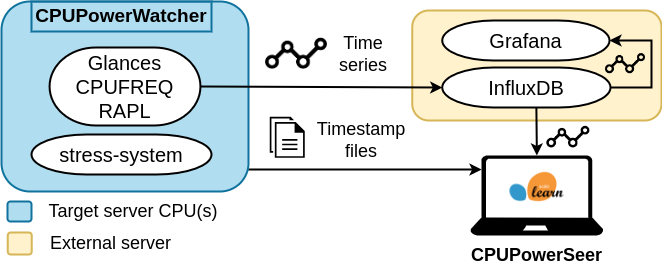 CPUPowerWatcher
Glances
CPUFREQ
RAPL
stress-system
Time
series
Timestamp
files
Grafana
InfluxDB
learn
CPUPowerSeer
Target server CPU(s)
External server